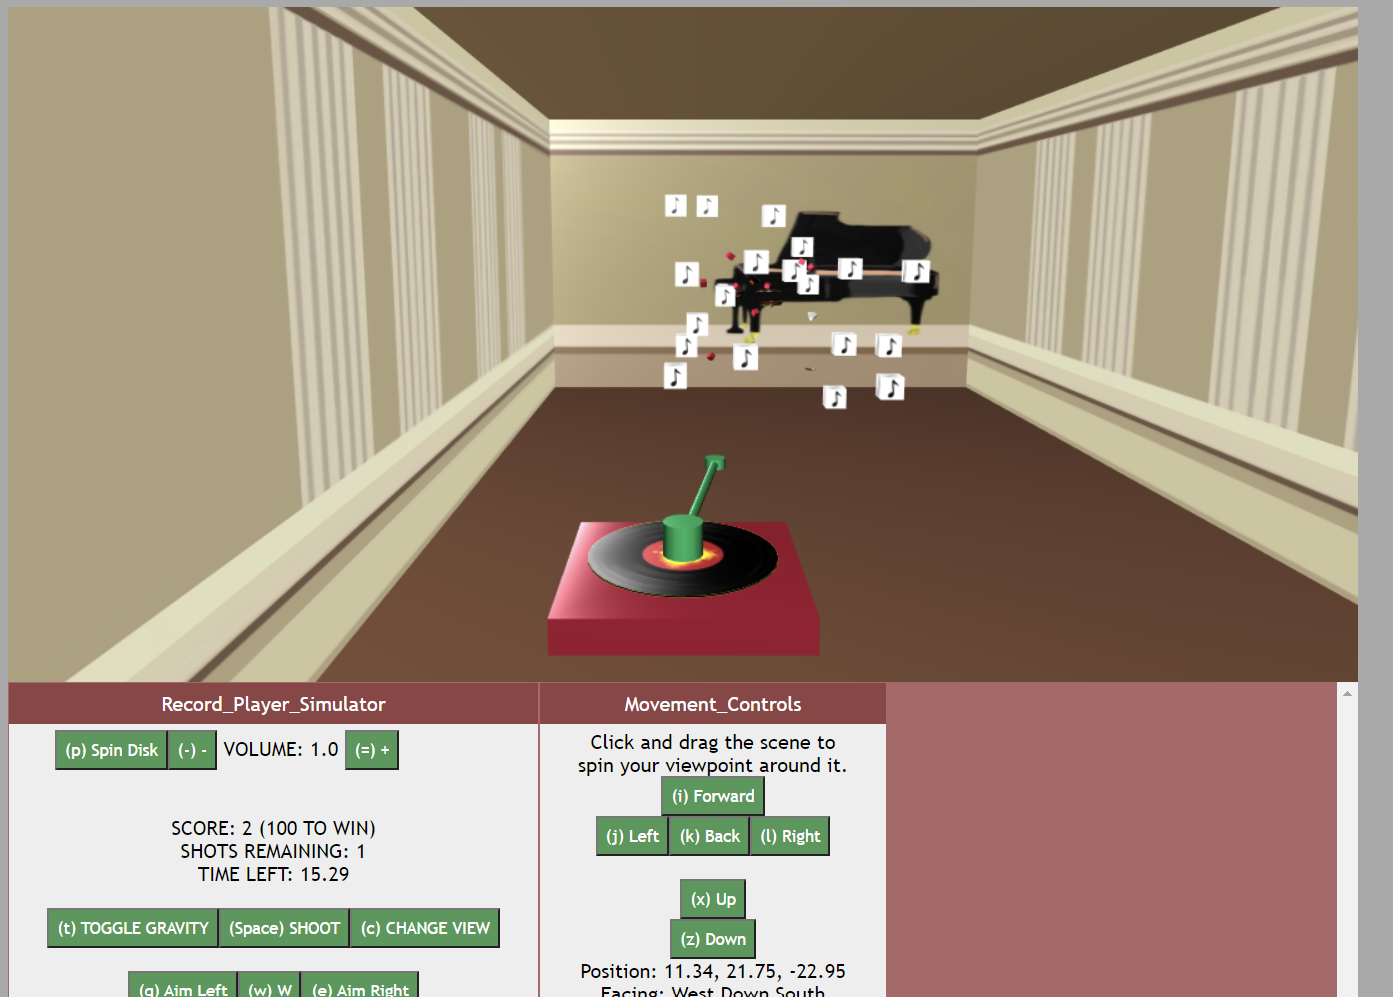 Record_Player_Simulator
(p) Spin Disk (-) - VOLUME: 1.0 (=) +
SCORE: 2 (100 TO WIN)
SHOTS REMAINING: 1
TIME LEFT: 15.29
(t) TOGGLE GRAVITY (Space) SHOOT (c) CHANGE VIEW
(q) Aim Left (w) W (e) Aim Right
Movement_Controls
Click and drag the scene to
spin your viewpoint around it.
(i) Forward
(j) Left (k) Back (l) Right
(x) Up
(z) Down
Position: 11.34, 21.75, -22.95
Facing: West Down South